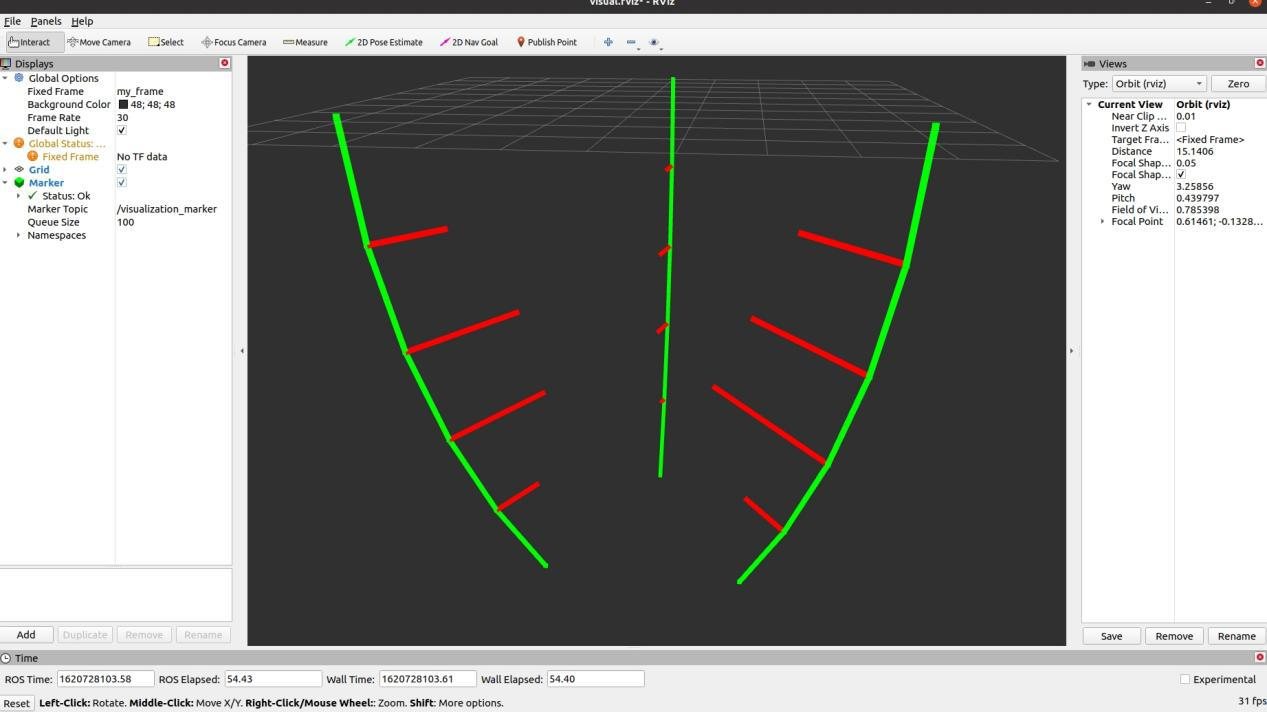 visual.rviz* - RViz
File Panels Help
Interact Move Camera Select Focus Camera Measure 2D Pose Estimate 2D Nav Goal Publish Point
Displays
Global Options
Fixed Frame my_frame
Background Color 48; 48; 48
Frame Rate 30
Default Light
Global Status: ...
Fixed Frame No TF data
Grid
Marker
Status: Ok
Marker Topic /visualization_marker
Queue Size 100
Namespaces
Add Duplicate Remove Rename
Views
Type: Orbit (rviz) Zero
Current View Orbit (rviz)
Near Clip ... 0.01
Invert Z Axis
Target Fra... <Fixed Frame>
Distance 15.1406
Focal Shap... 0.05
Focal Shap...
Yaw 3.25856
Pitch 0.439797
Field of Vi... 0.785398
Focal Point 0.61461; -0.1328...
Save Remove Rename
Time
ROS Time: 1620728103.58 ROS Elapsed: 54.43 Wall Time: 1620728103.61 Wall Elapsed: 54.40 Experimental
Reset Left-Click: Rotate. Middle-Click: Move X/Y. Right-Click/Mouse Wheel:: Zoom. Shift: More options. 31 fps